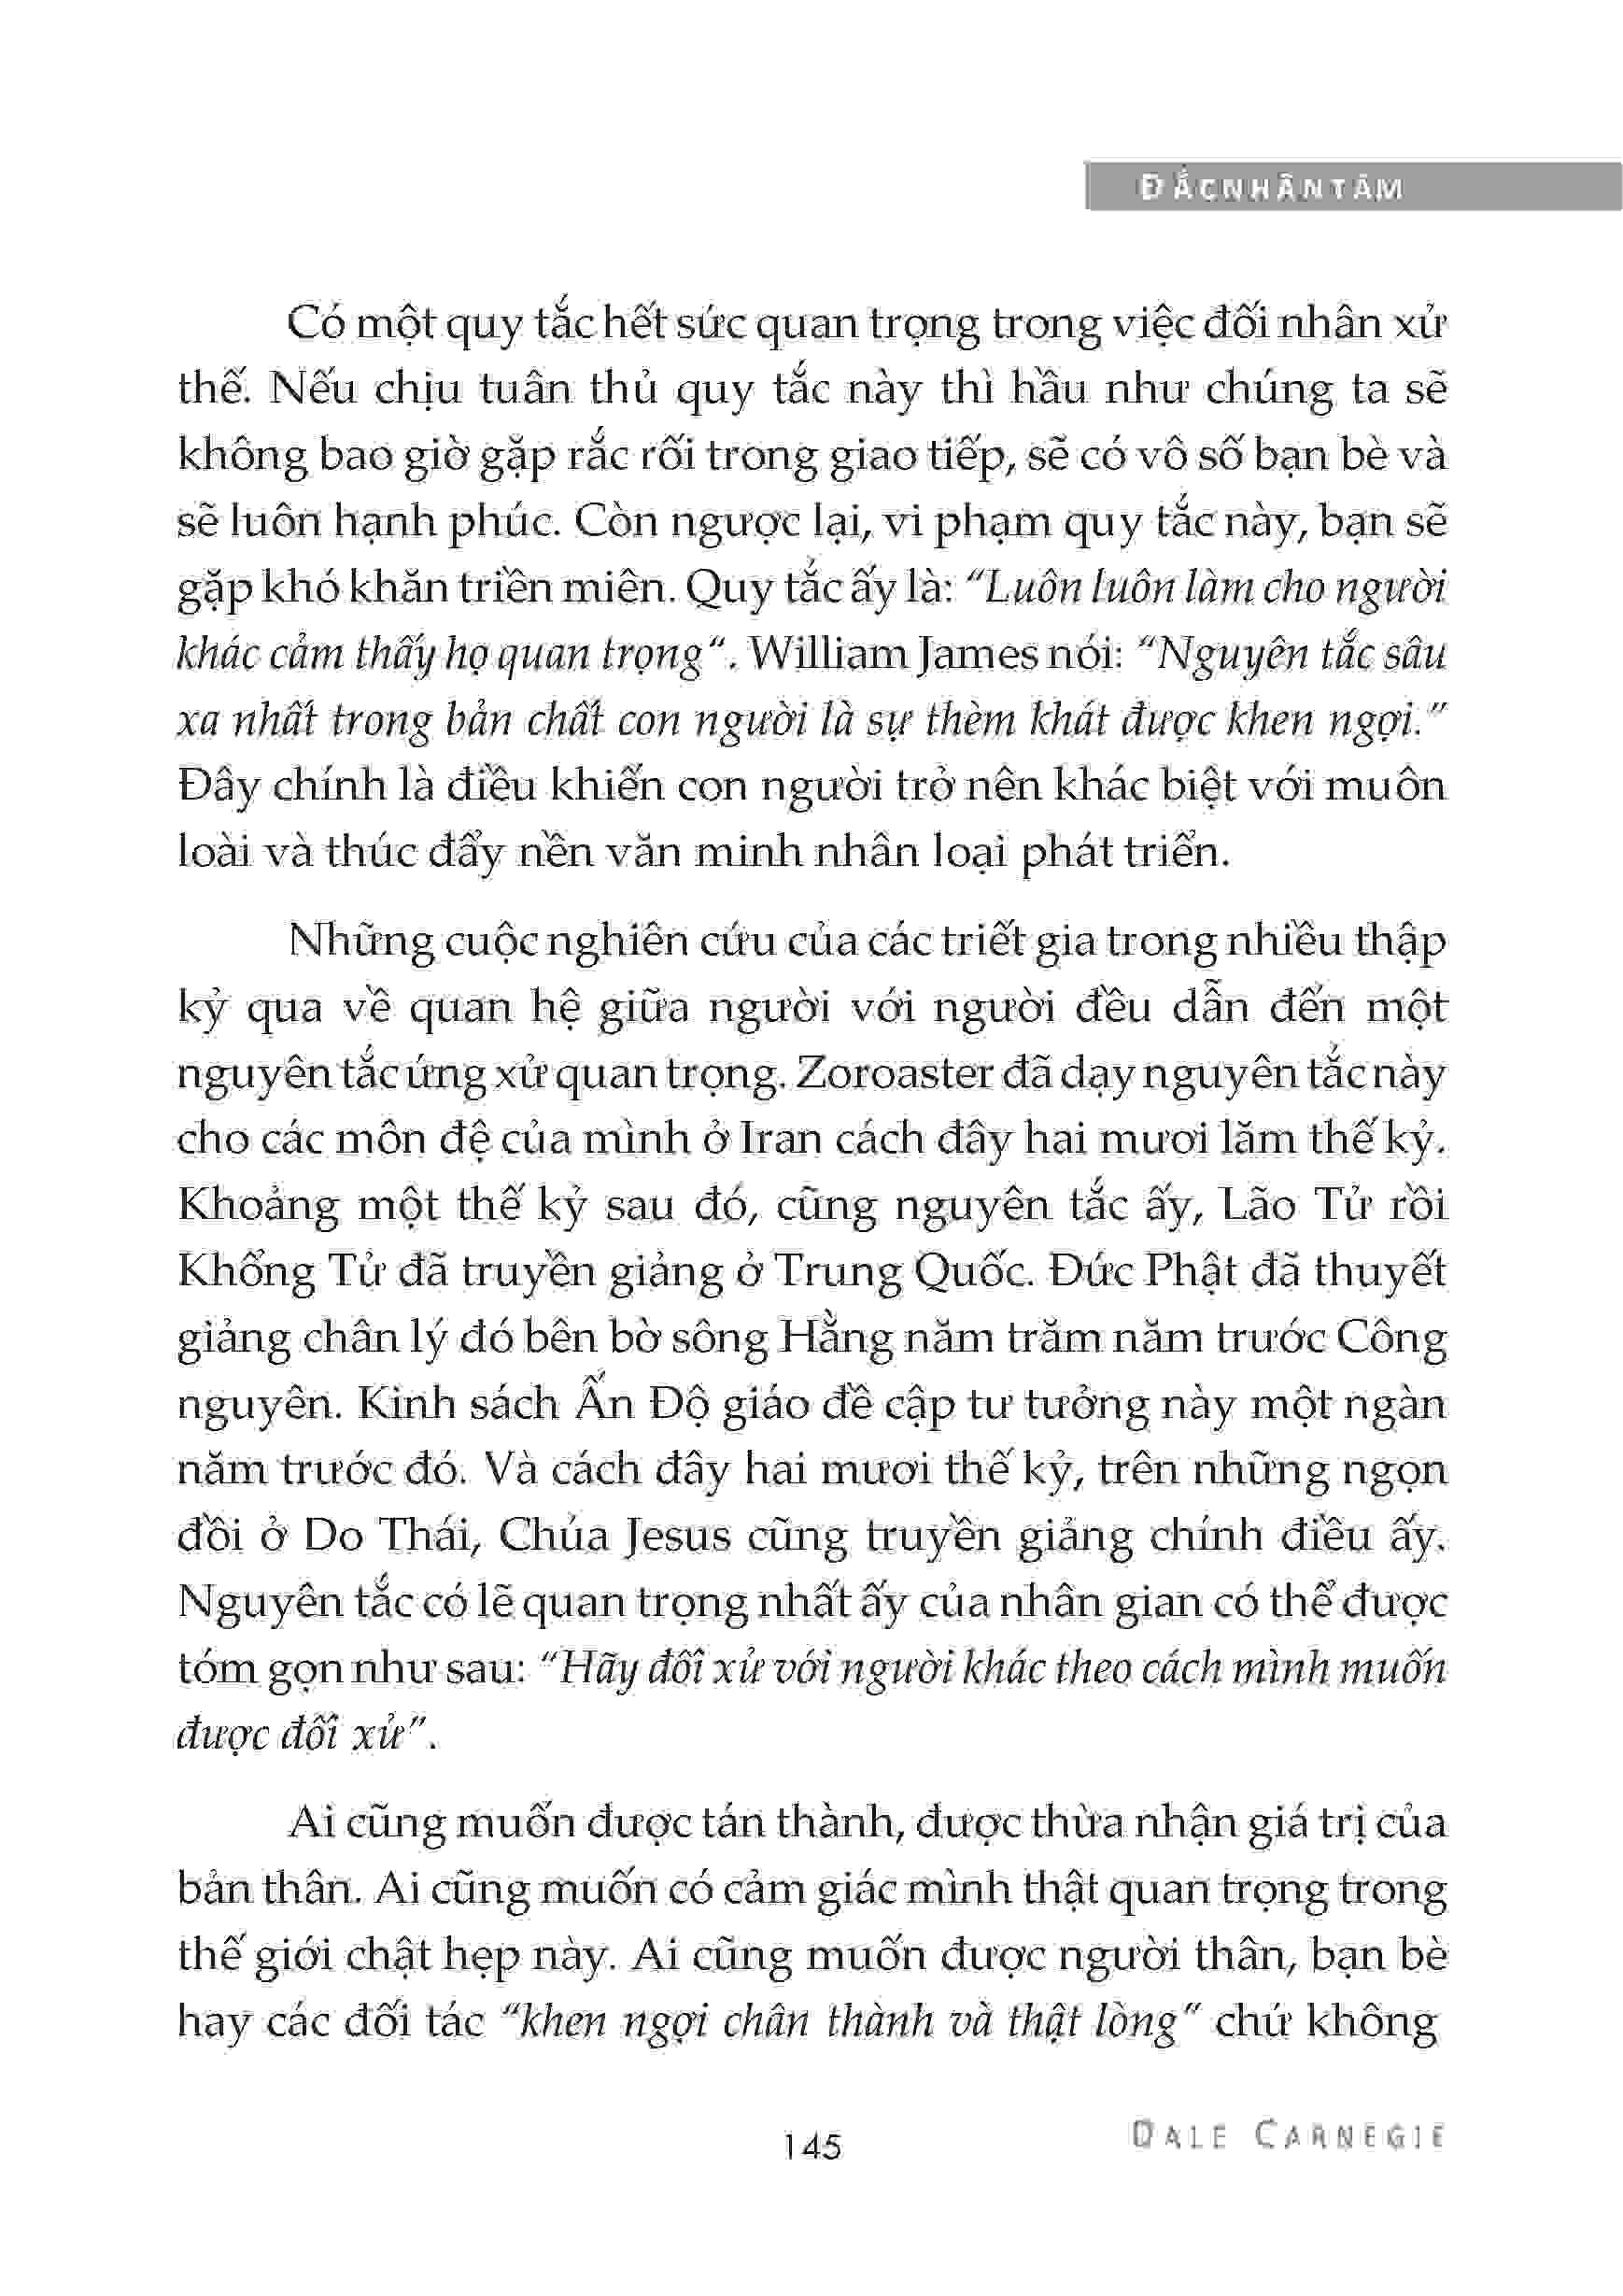 ĐẮCNHÂNTÂM
Có một quy tắc hết sức quan trọng trong việc đối nhân xử
thế. Nếu chịu tuân thủ quy tắc này thì hầu như chúng ta sẽ
không bao giờ gặp rắc rối trong giao tiếp, sẽ có vô số bạn bè và
sẽ luôn hạnh phúc. Còn ngược lại, vi phạm quy tắc này, bạn sẽ
gặp khó khăn triền miên. Quy tắc ấy là: “Luôn luôn làm cho người
khác cảm thấy họ quan trọng“. William James nói: “Nguyên tắc sâu
xa nhất trong bản chất con người là sự thèm khát được khen ngợi.”
Đây chính là điều khiến con người trở nên khác biệt với muôn
loài và thúc đẩy nền văn minh nhân loại phát triển.
Những cuộc nghiên cứu của các triết gia trong nhiều thập
kỷ qua về quan hệ giữa người với người đều dẫn đến một
nguyên tắc ứng xử quan trọng. Zoroaster đã dạy nguyên tắc này
cho các môn đệ của mình ở Iran cách đây hai mươi lăm thế kỷ.
Khoảng một thế kỷ sau đó, cũng nguyên tắc ấy, Lão Tử rồi
Khổng Tử đã truyền giảng ở Trung Quốc. Đức Phật đã thuyết
giảng chân lý đó bên bờ sông Hằng năm trăm năm trước Công
nguyên. Kinh sách Ấn Độ giáo đề cập tư tưởng này một ngàn
năm trước đó. Và cách đây hai mươi thế kỷ, trên những ngọn
đồi ở Do Thái, Chúa Jesus cũng truyền giảng chính điều ấy.
Nguyên tắc có lẽ quan trọng nhất ấy của nhân gian có thể được
tóm gọn như sau: “Hãy đối xử với người khác theo cách mình muốn
được đối xử”.
Ai cũng muốn được tán thành, được thừa nhận giá trị của
bản thân. Ai cũng muốn có cảm giác mình thật quan trọng trong
thế giới chật hẹp này. Ai cũng muốn được người thân, bạn bè
hay các đối tác “khen ngợi chân thành và thật lòng“ chứ không
145
DALE CARNEGIE